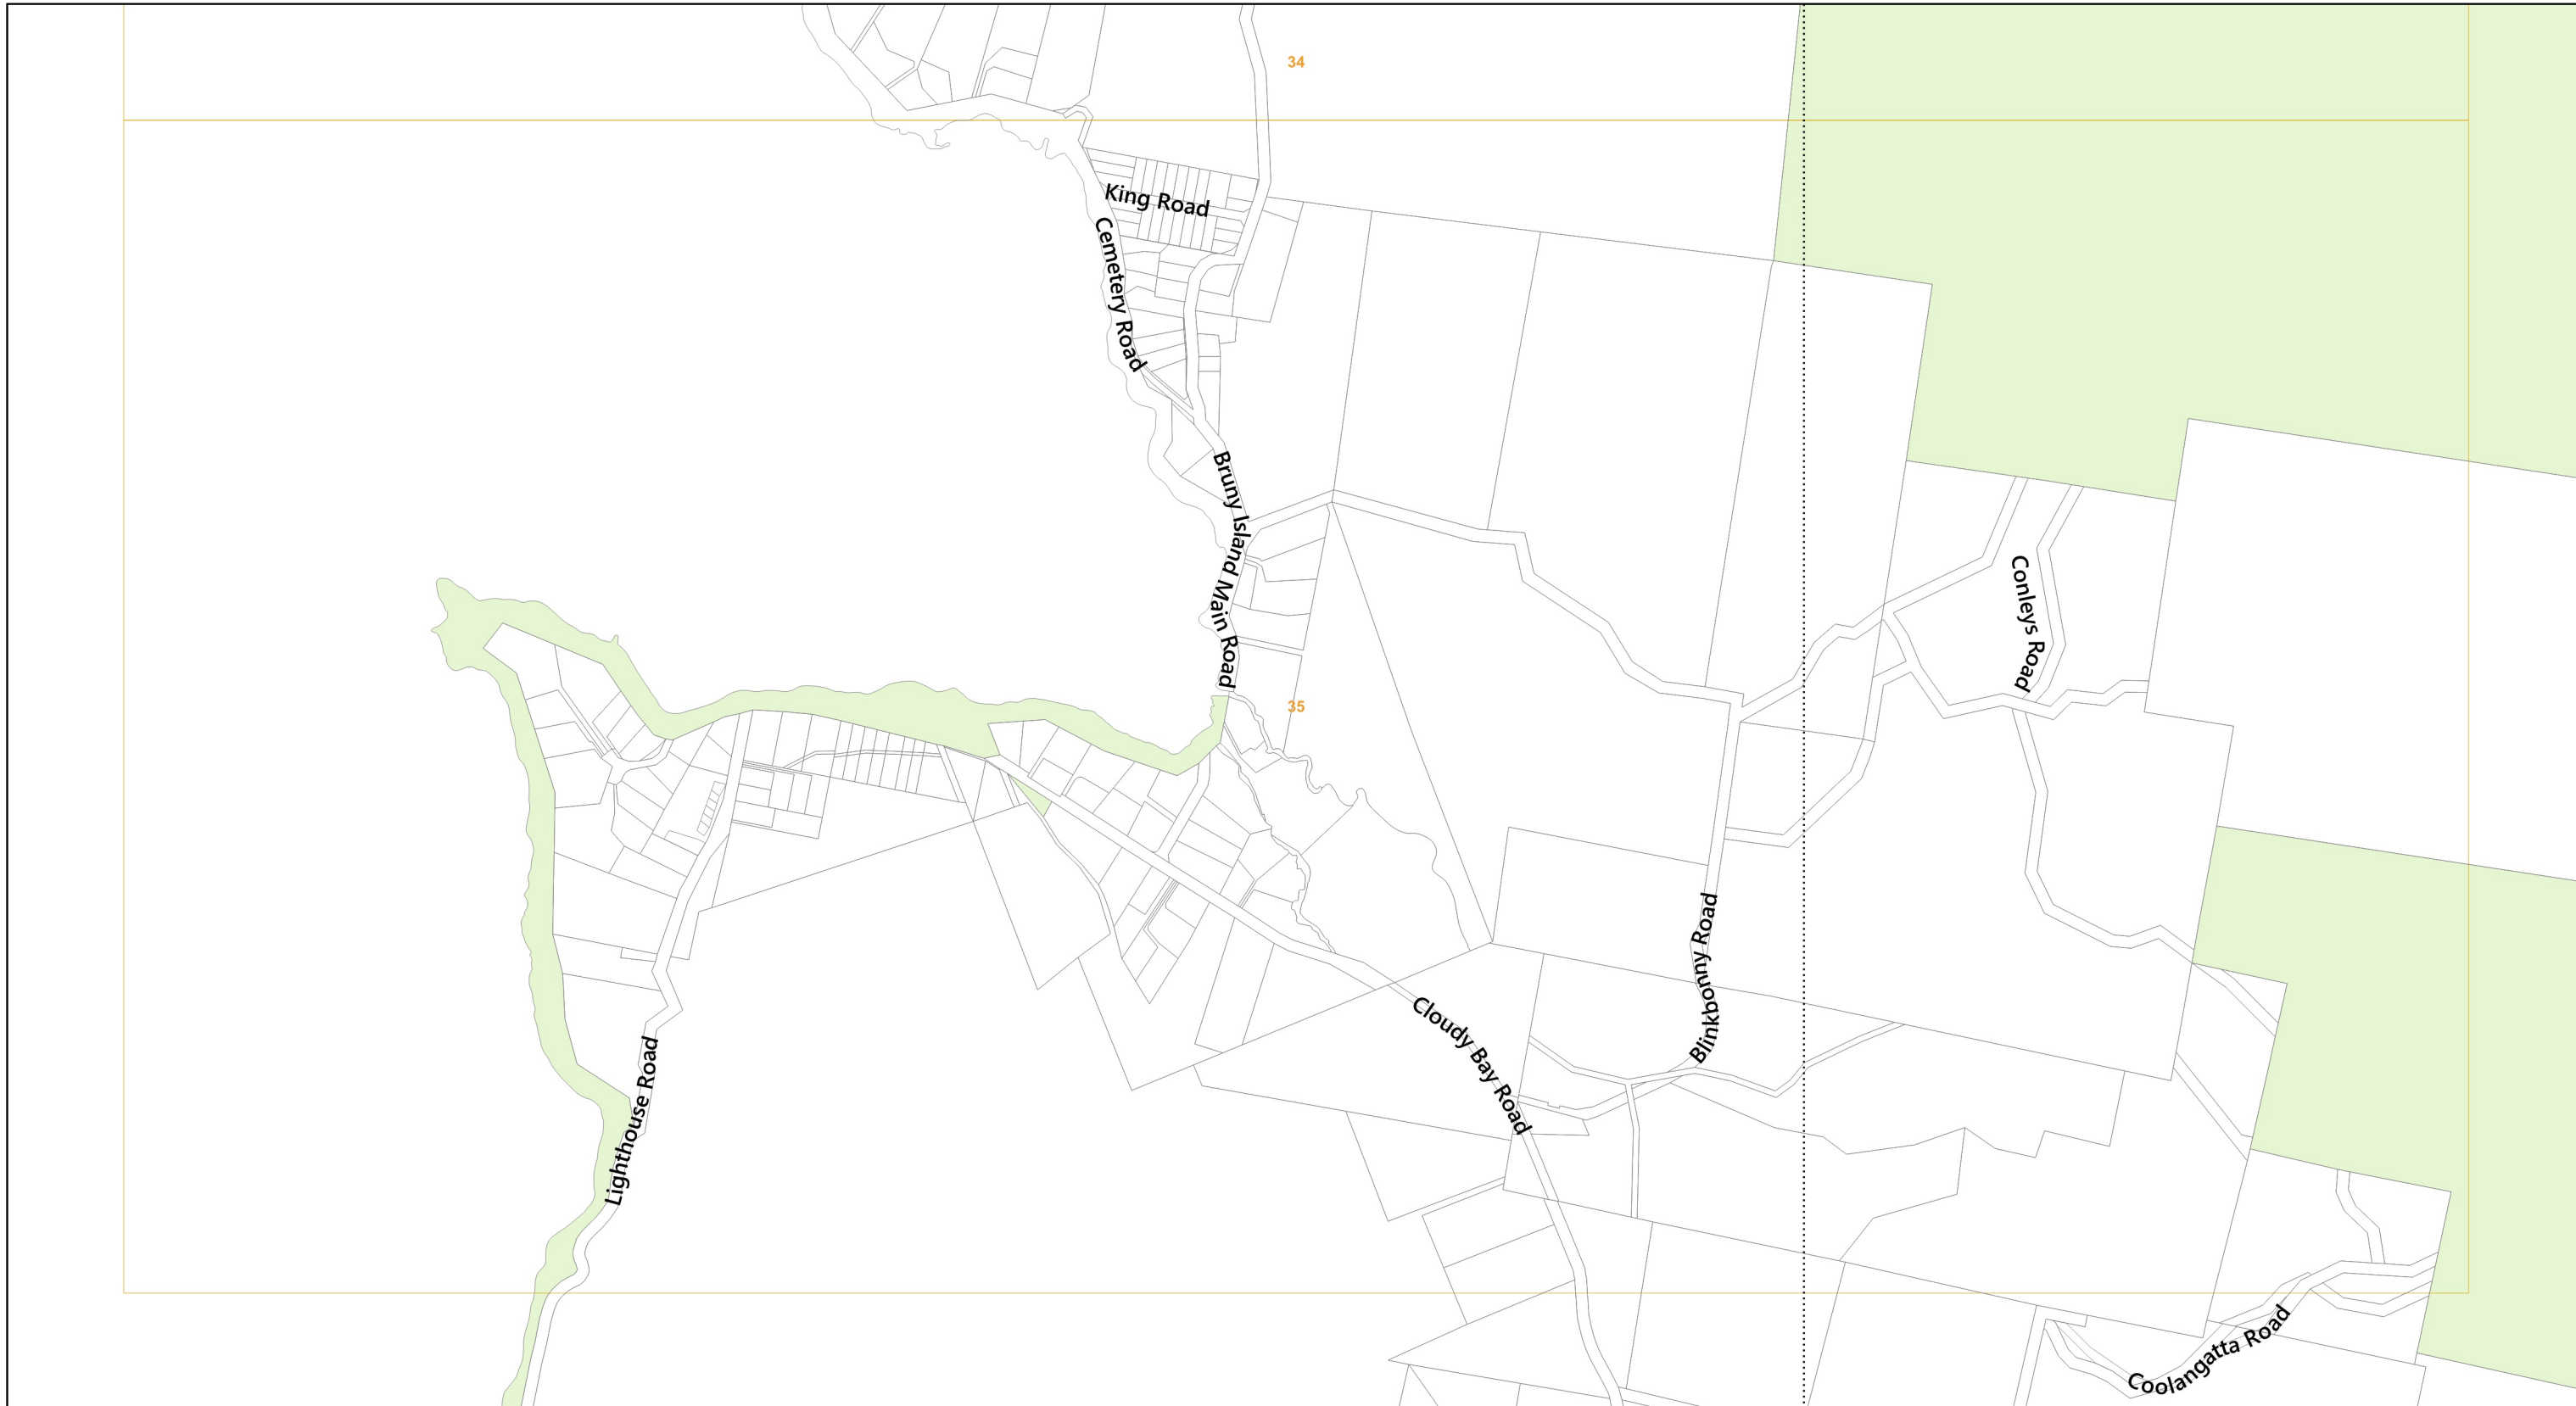 34
King Road
Cemetery Road
Bruny Island Main Road
Conleys Road
35
Blinkbonny Road
Cloudy Bay Road
Lighthouse Road
Coolangatta Road